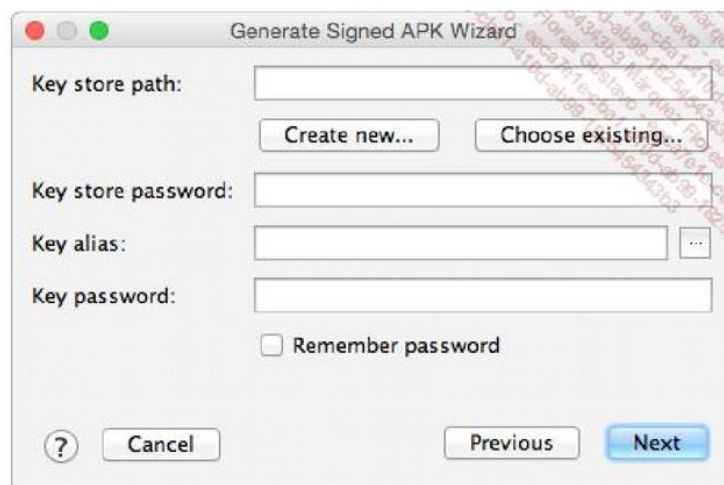 Generate Signed APK Wizard
Key store path:
Create new...
Choose existing...
Key store password:
Key alias:
...
Key password:
Remember password
?
Cancel
Previous
Next